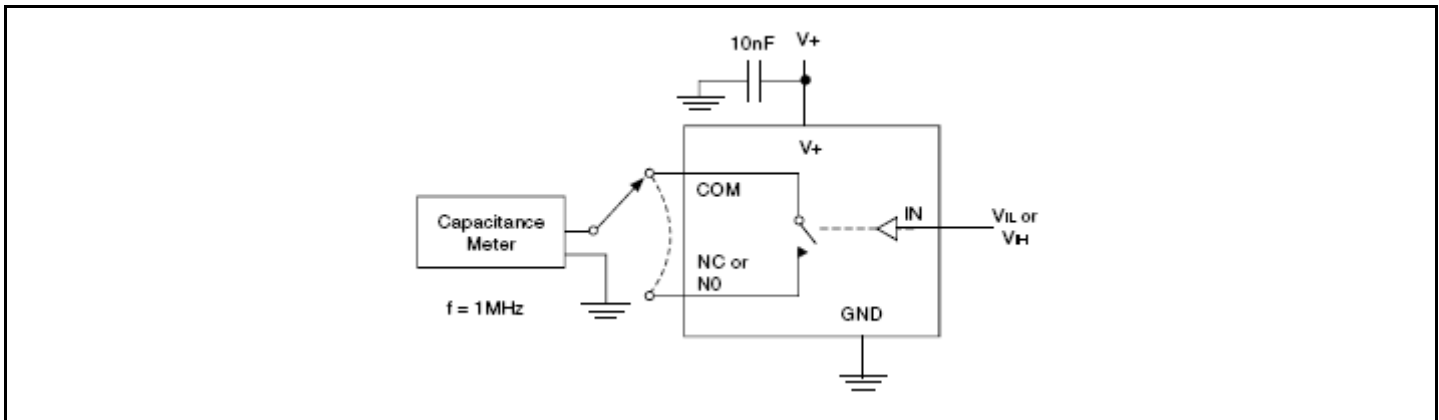 10nF
V+
V+
COM
IN
VIL or
VIH
Capacitance
Meter
NC or
N0
f = 1MHz
GND